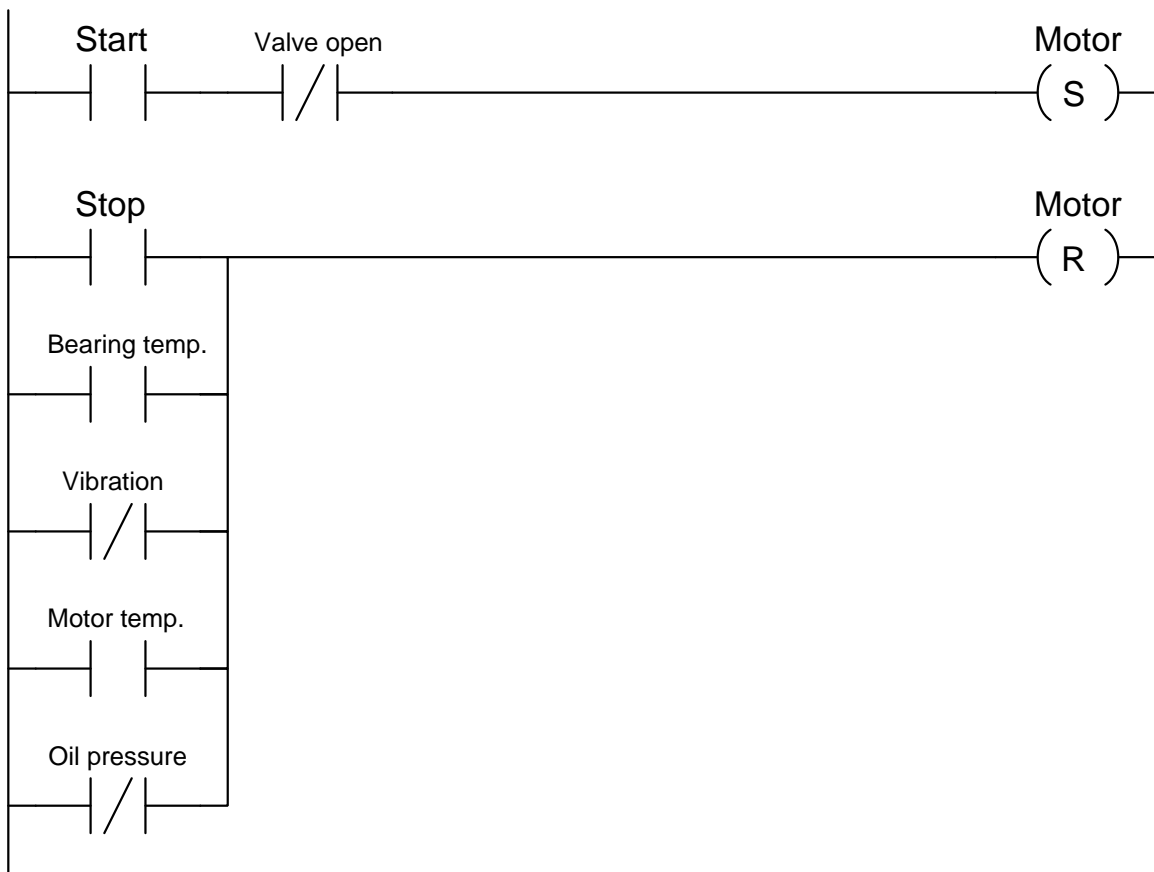 Start
Valve open
Motor
S
Stop
Motor
R
Bearing temp.
Vibration
Motor temp.
Oil pressure